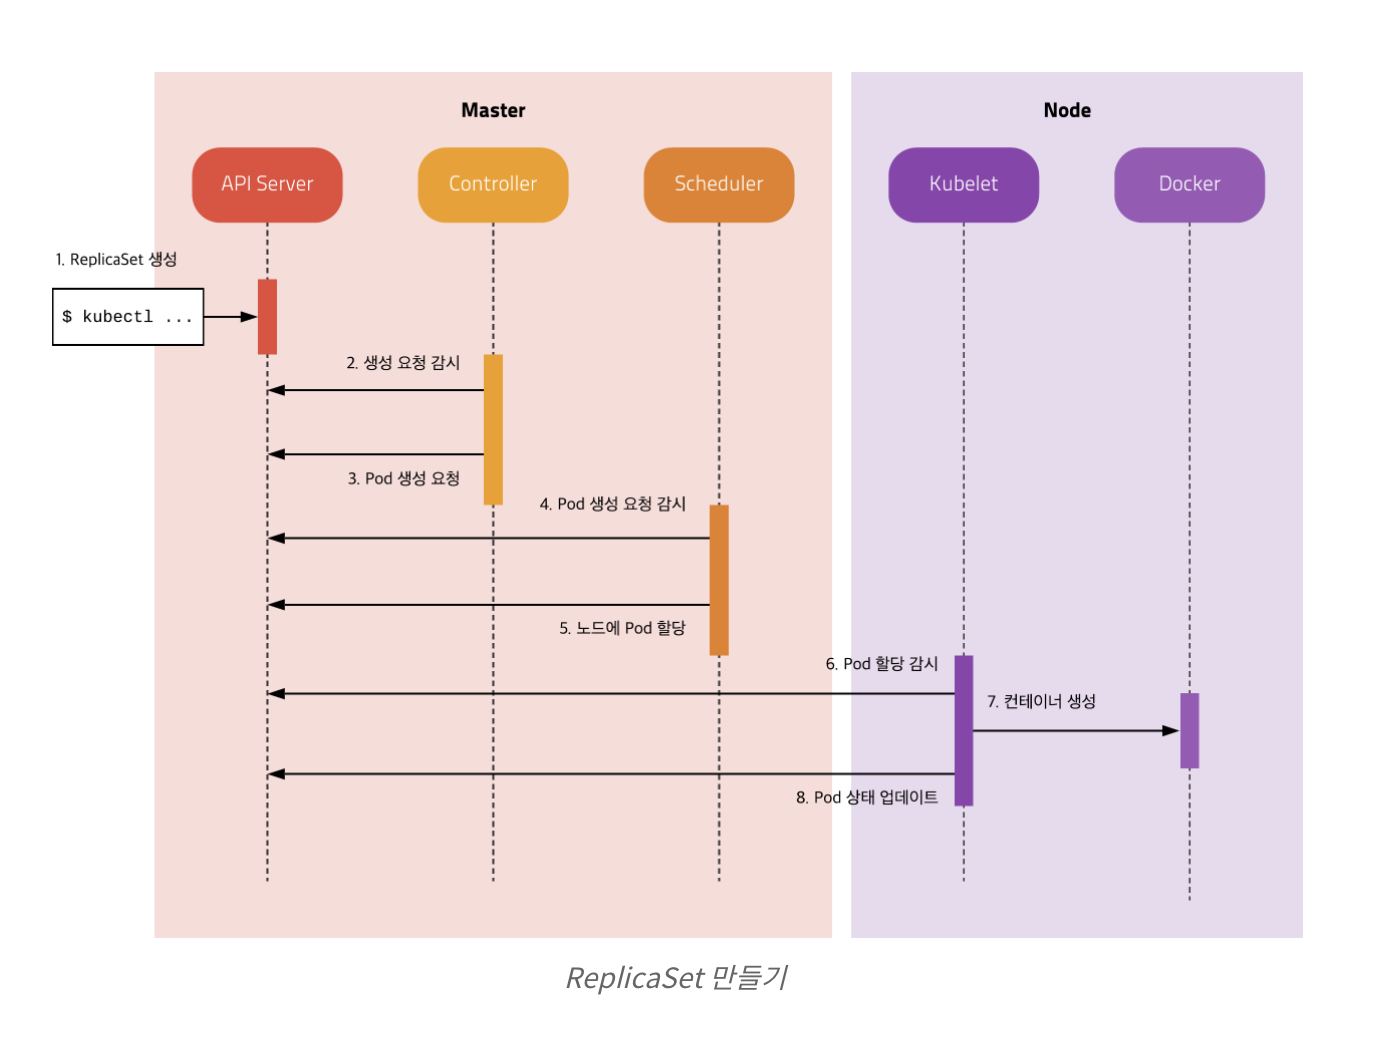 Master
Node
API Server
Controller
Scheduler
Kubelet
Docker
1. ReplicaSet 생성
$ kubectl ...
2. 생성 요청 감시
3. Pod 생성 요청
4. Pod 생성 요청 감시
5. 노드에 Pod 할당
6. Pod 할당 감시
7. 컨테이너 생성
8. Pod 상태 업데이트
ReplicaSet 만들기